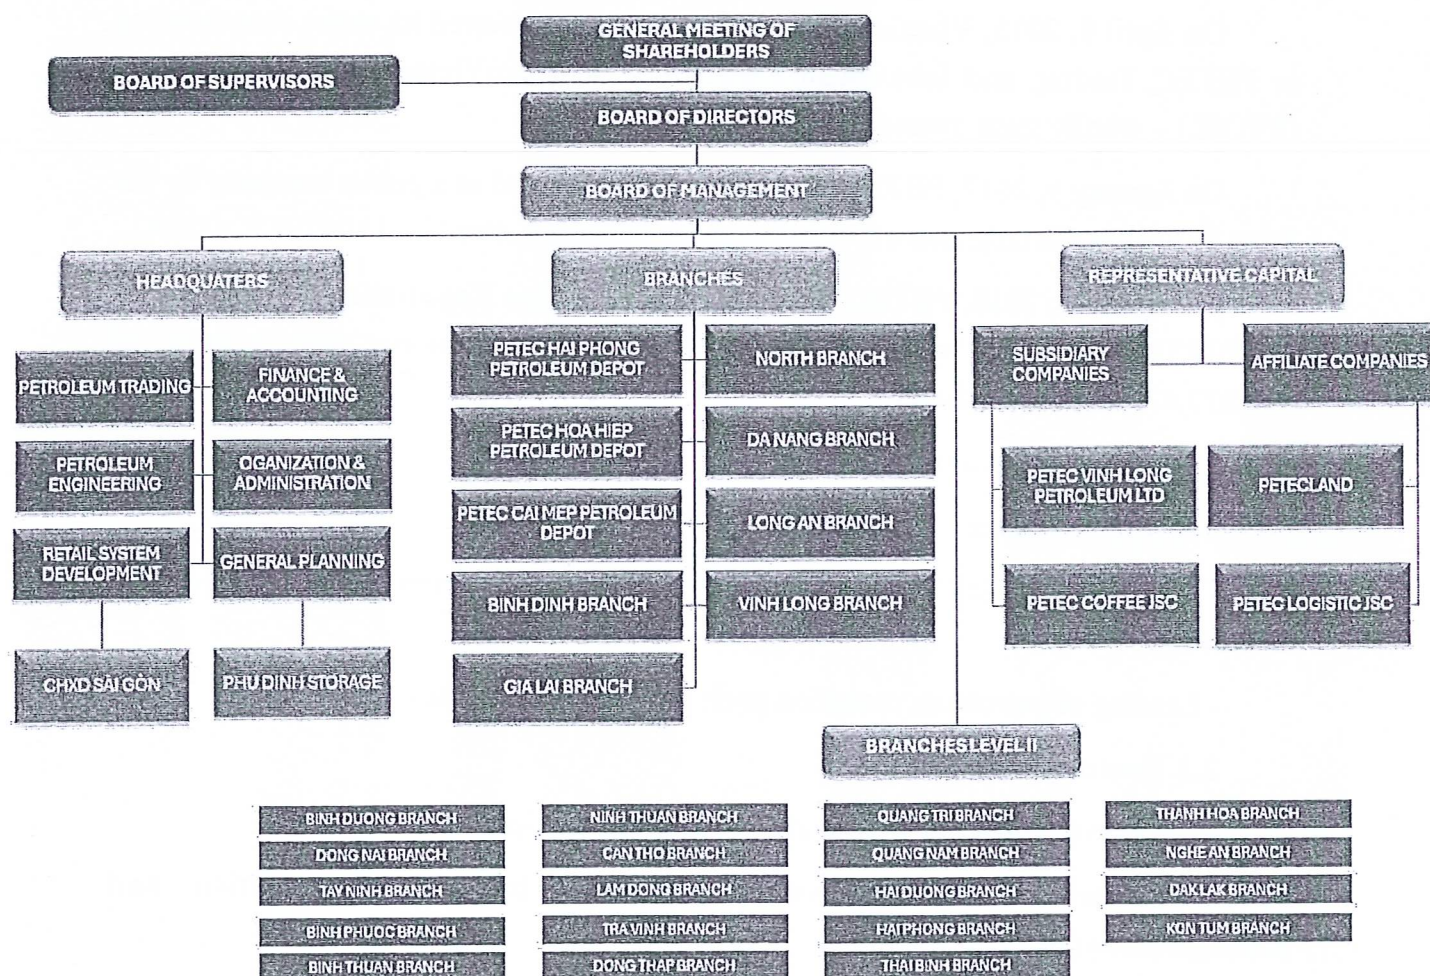 GENERAL MEETING OF
SHAREHOLDERS
BOARD OF SUPERVISORS
BOARD OF DIRECTORS
BOARD OF MANAGEMENT
HEADQUATERS
BRANCHES
REPRESENTATIVE CAPITAL
PETROLEUM TRADING
FINANCE &
ACCOUNTING
PETROLEUM
ENGINEERING
OGANIZATION &
ADMINISTRATION
RETAIL SYSTEM
DEVELOPMENT
GENERAL PLANNING
CHXD SÀI GÒN
PHU DINH STORAGE
PETEC HAI PHONG
PETROLEUM DEPOT
NORTH BRANCH
PETEC HOA HIEP
PETROLEUM DEPOT
DA NANG BRANCH
PETEC CAI MEP PETROLEUM
DEPOT
LONG AN BRANCH
BINH DINH BRANCH
VINH LONG BRANCH
GIA LAI BRANCH
SUBSIDIARY
COMPANIES
AFFILIATE COMPANIES
PETEC VINH LONG
PETROLEUM LTD
PETECLAND
PETEC COFFEE JSC
PETEC LOGISTIC JSC
BRANCHES LEVEL II
BINH DUONG BRANCH
DONG NAI BRANCH
TAY NINH BRANCH
BINH PHUOC BRANCH
BINH THUAN BRANCH
NINH THUAN BRANCH
CAN THO BRANCH
LAM DONG BRANCH
TRA VINH BRANCH
DONG THAP BRANCH
QUANG TRI BRANCH
QUANG NAM BRANCH
HAI DUONG BRANCH
HAI PHONG BRANCH
THAI BINH BRANCH
THANH HOA BRANCH
NGHE AN BRANCH
DAK LAK BRANCH
KON TUM BRANCH